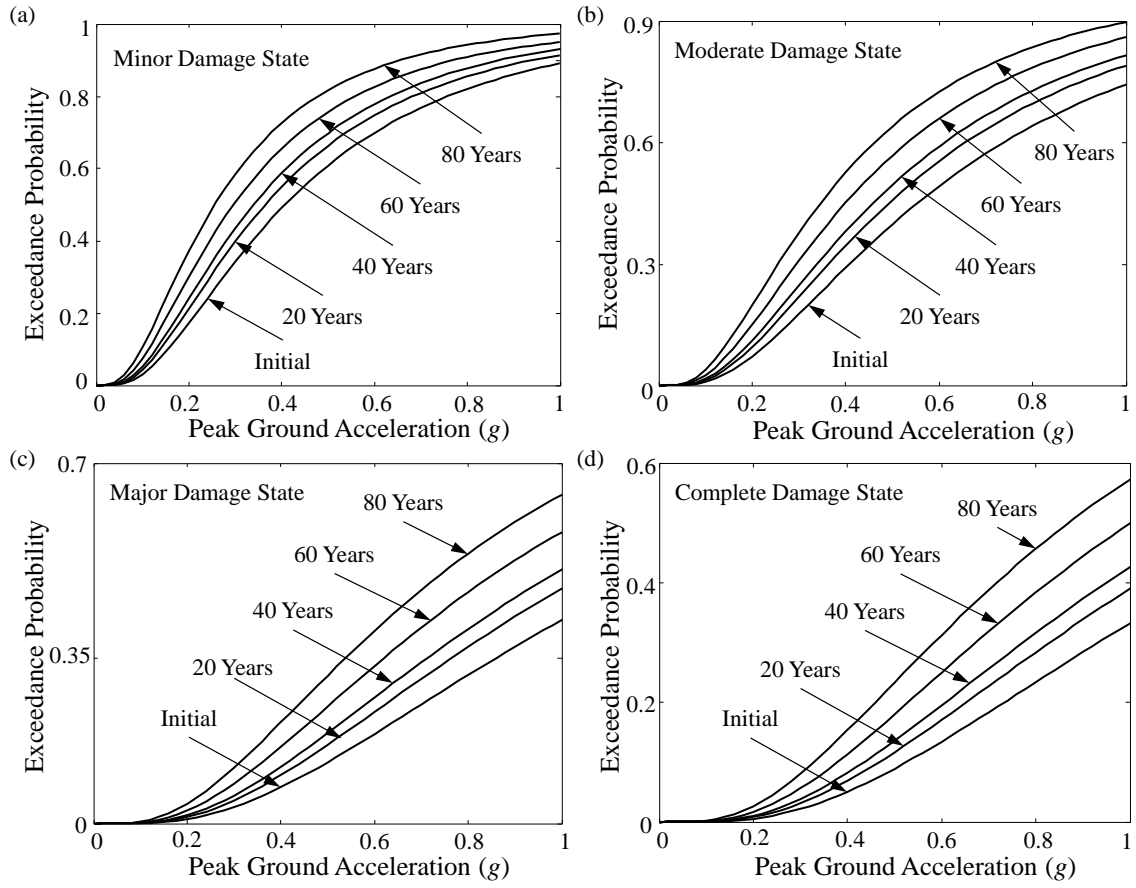 (a)
1
0.8
0.6
0.4
0.2
0
Exceedance Probability
Minor Damage State
80 Years
60 Years
40 Years
20 Years
Initial
0 0.2 0.4 0.6 0.8 1
Peak Ground Acceleration (g)
(b)
0.9
0.6
0.3
0
Exceedance Probability
Moderate Damage State
80 Years
60 Years
40 Years
20 Years
Initial
0 0.2 0.4 0.6 0.8 1
Peak Ground Acceleration (g)
(c)
0.7
0.35
0
Exceedance Probability
Major Damage State
80 Years
60 Years
40 Years
20 Years
Initial
0 0.2 0.4 0.6 0.8 1
Peak Ground Acceleration (g)
(d)
0.6
0.4
0.2
0
Exceedance Probability
Complete Damage State
80 Years
60 Years
40 Years
20 Years
Initial
0 0.2 0.4 0.6 0.8 1
Peak Ground Acceleration (g)